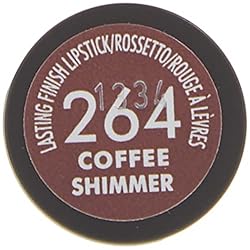 LASTING FINISH LIPSTICK/ROSSETTO/ROUGE À LÈVRES
1234
264
COFFEE
SHIMMER